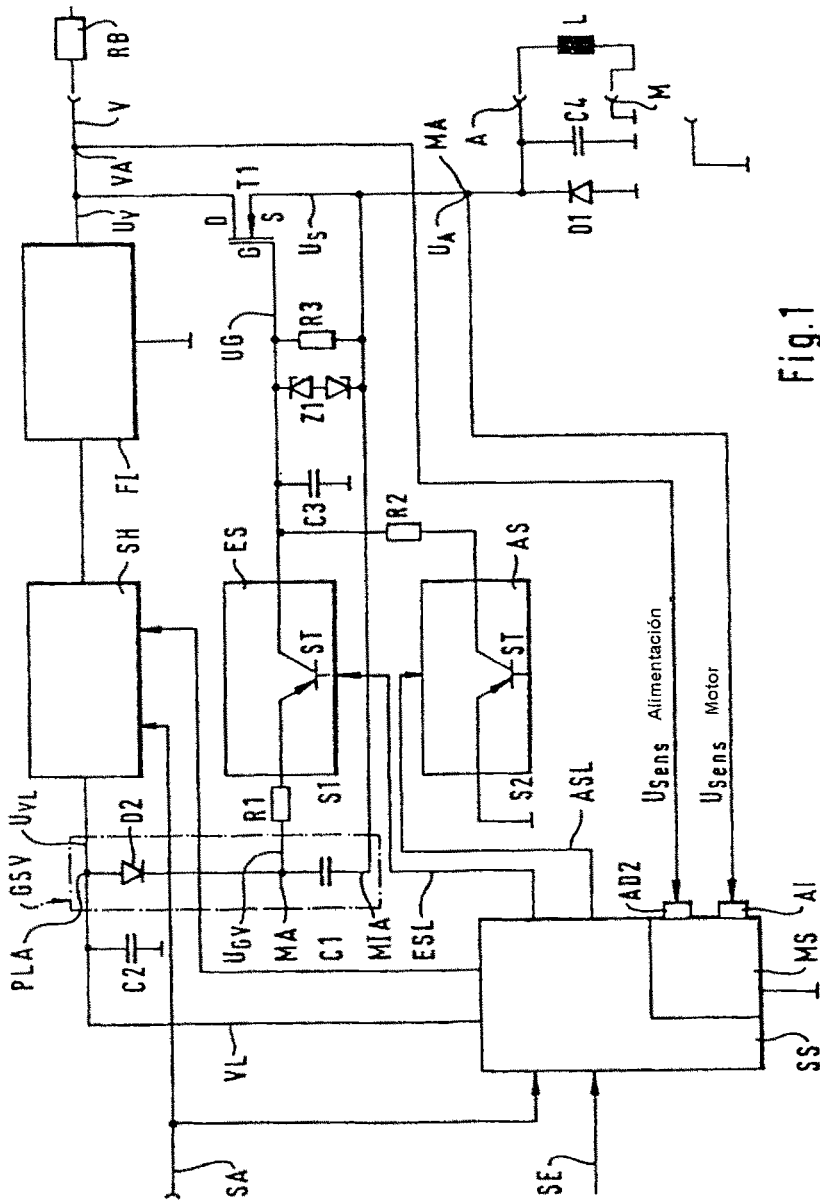 RB
V
VA
UV
FI
SH
UVL
D2
GSV
PLA
C2
VL
SA
D
T1
G
S
US
UG
R3
Z1
C3
ES
ST
S1
R1
UGV
MA
C1
MIA
ESL
ASL
R2
AS
ST
S2
MA
UA
A
L
C4
M
D1
USens Alimentación
USens Motor
AD2
AI
MS
SS
SE
Fig.1